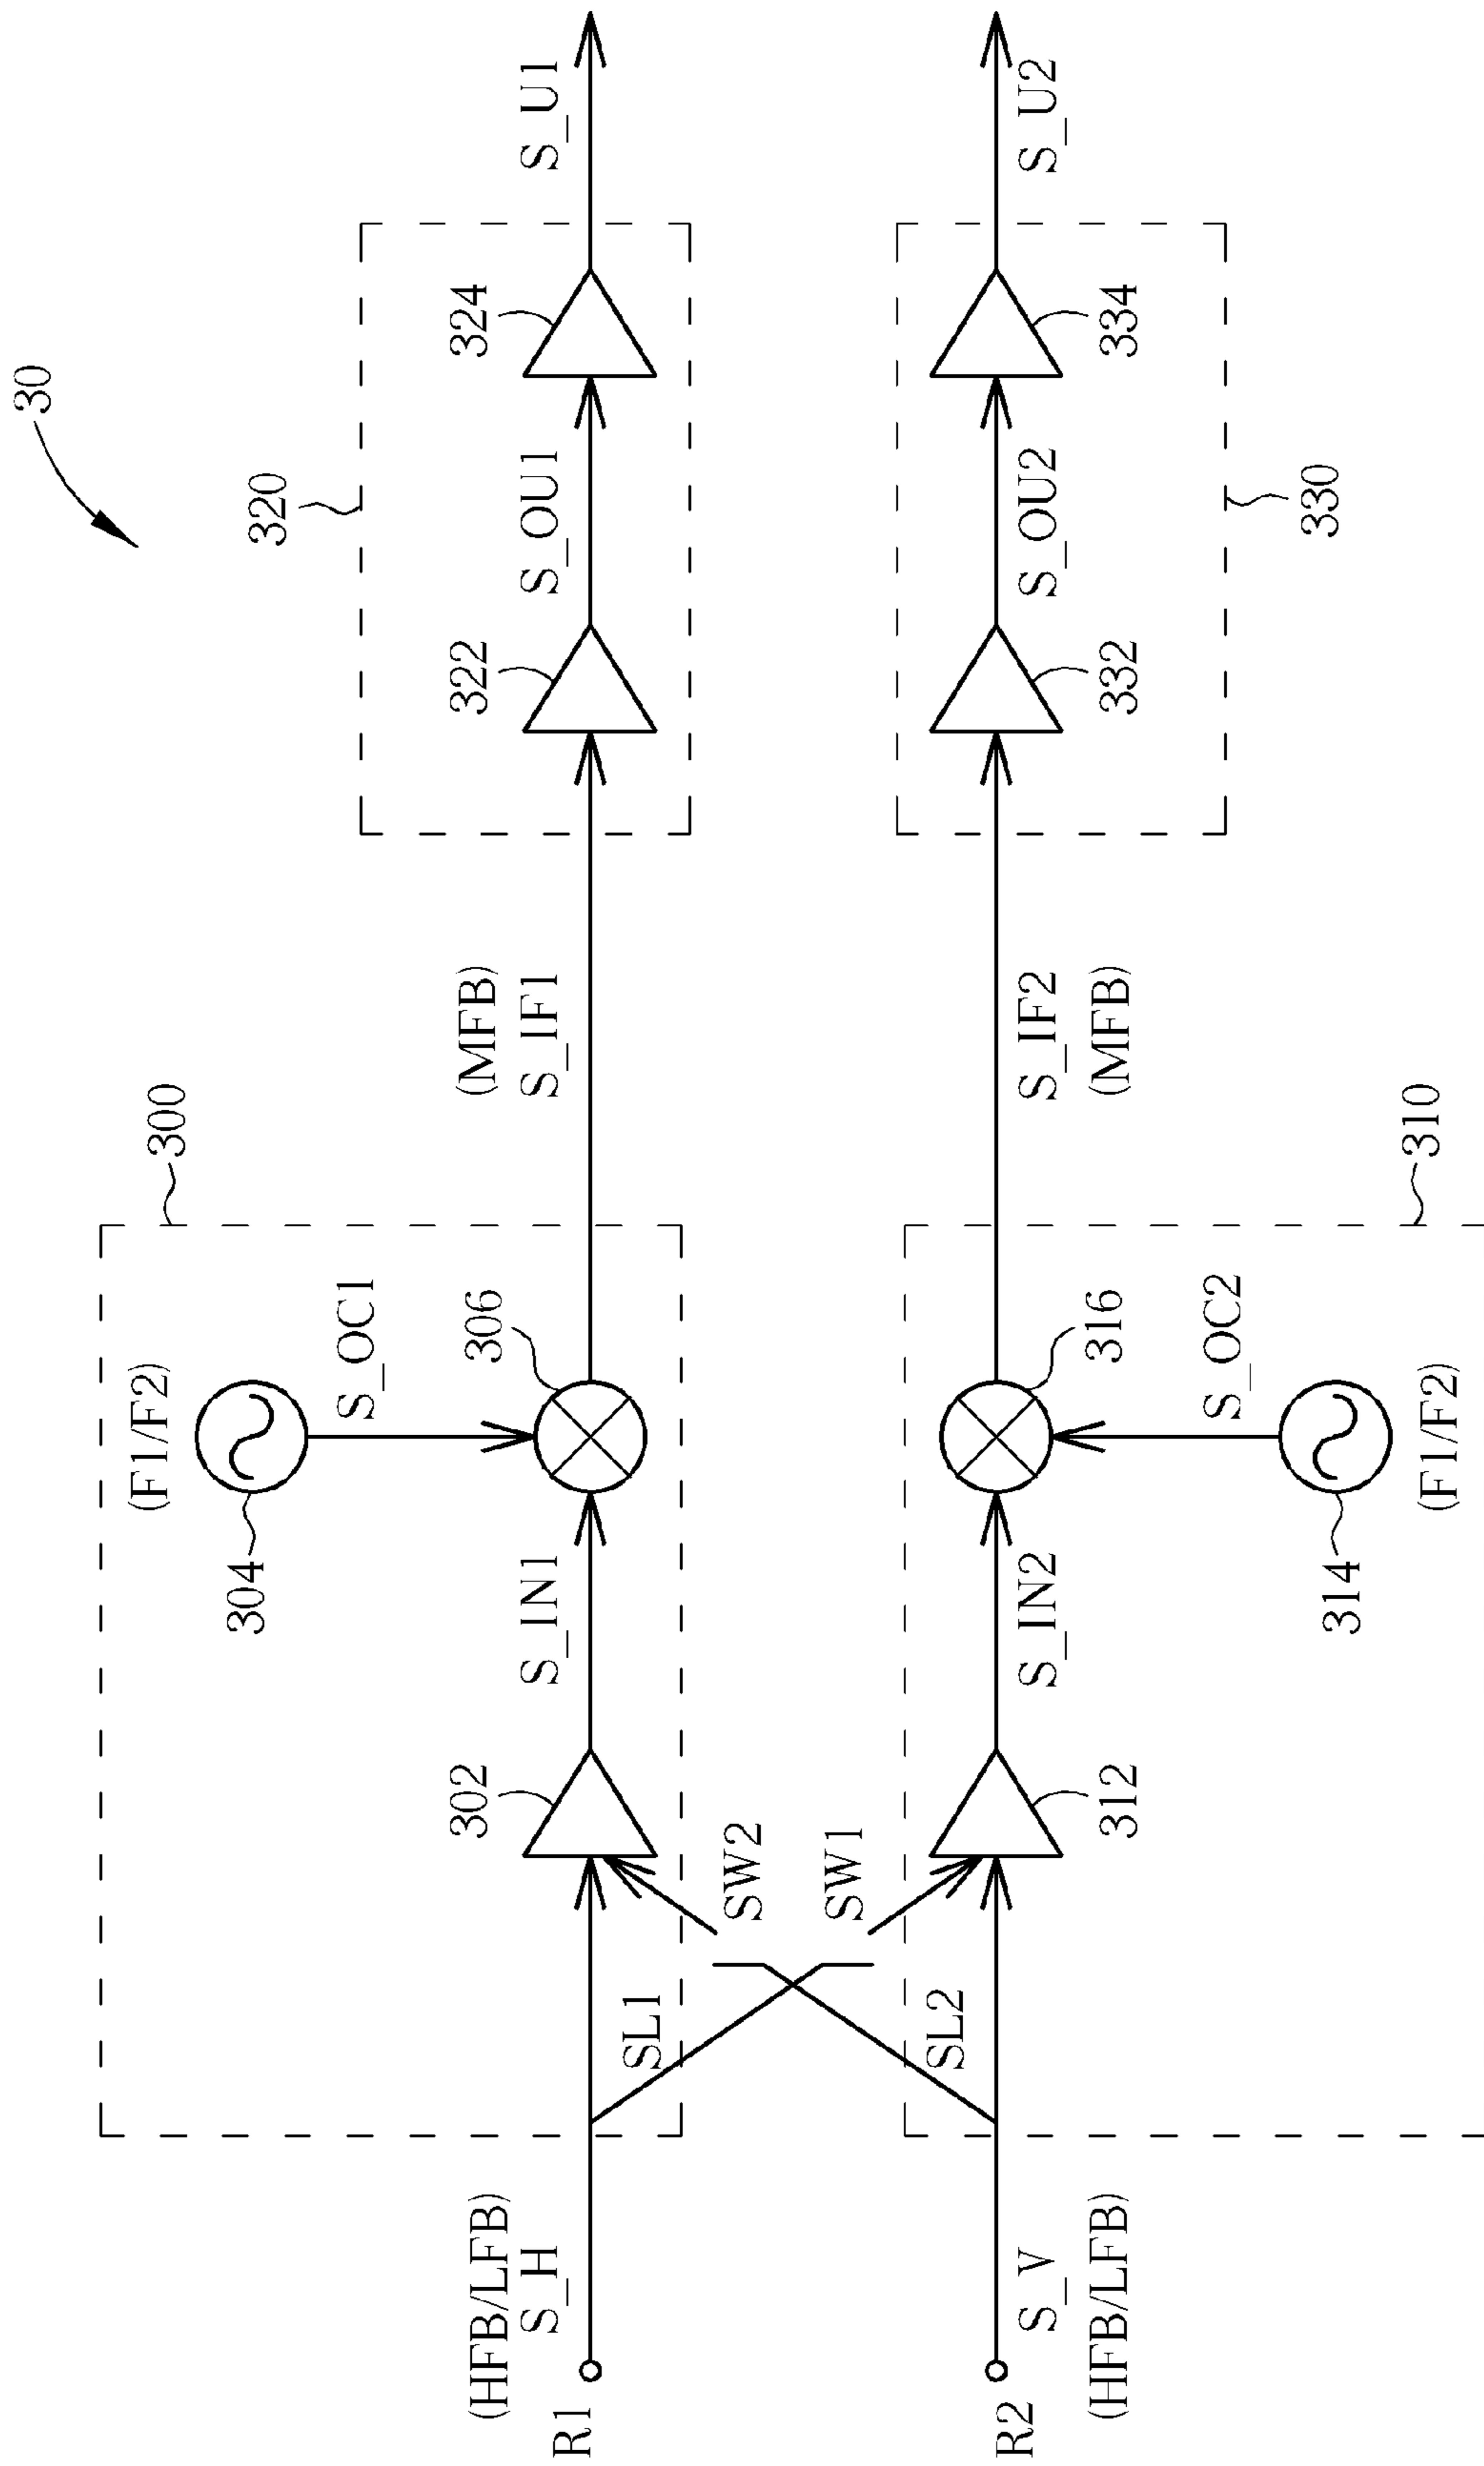 30
320
324
322
S_U1
S_OU1
(MFB)
S_IF1
300
(F1/F2)
S_OC1
304
306
S_IN1
302
SW2
SL1
(HFB/LFB)
S_H
R1
S_U2
334
S_OU2
332
330
S_IF2
(MFB)
310
316
S_OC2
(F1/F2)
314
S_IN2
312
SW1
SL2
S_V
(HFB/LFB)
R2